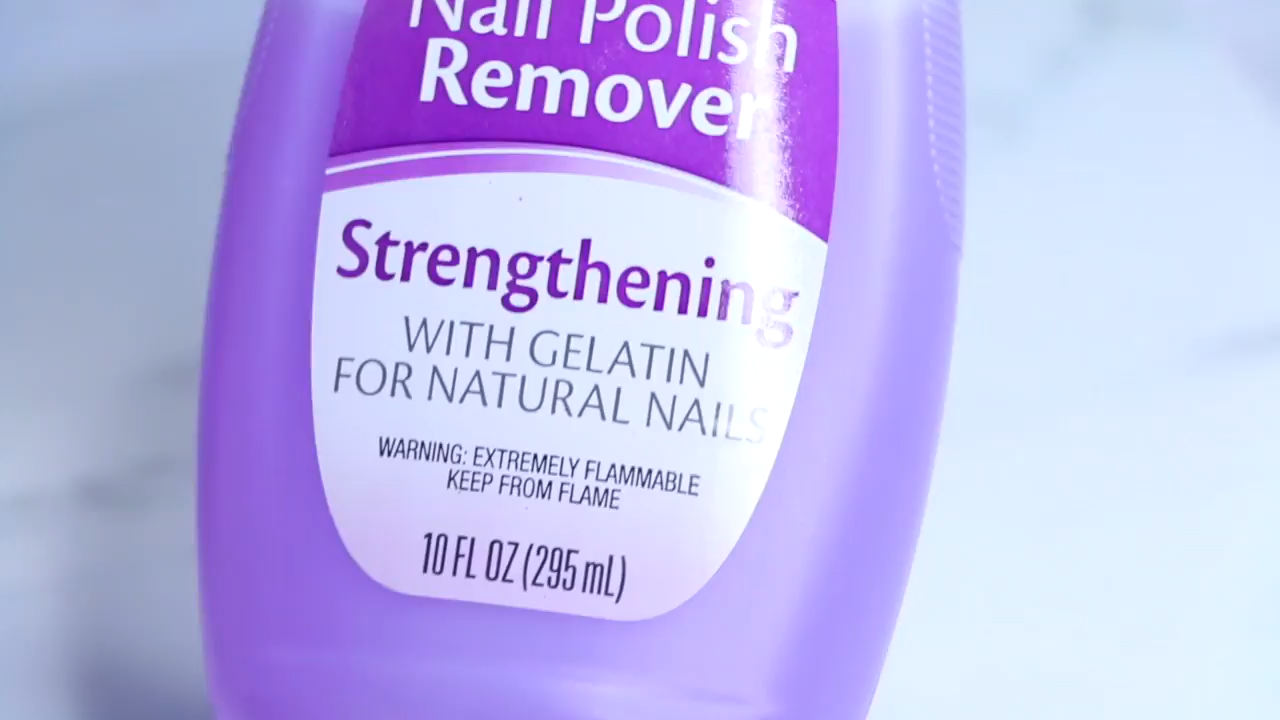 Nail Polish
Remover
Strengthening
WITH GELATIN
FOR NATURAL NAILS
WARNING: EXTREMELY FLAMMABLE
KEEP FROM FLAME
10 FL OZ (295 mL)